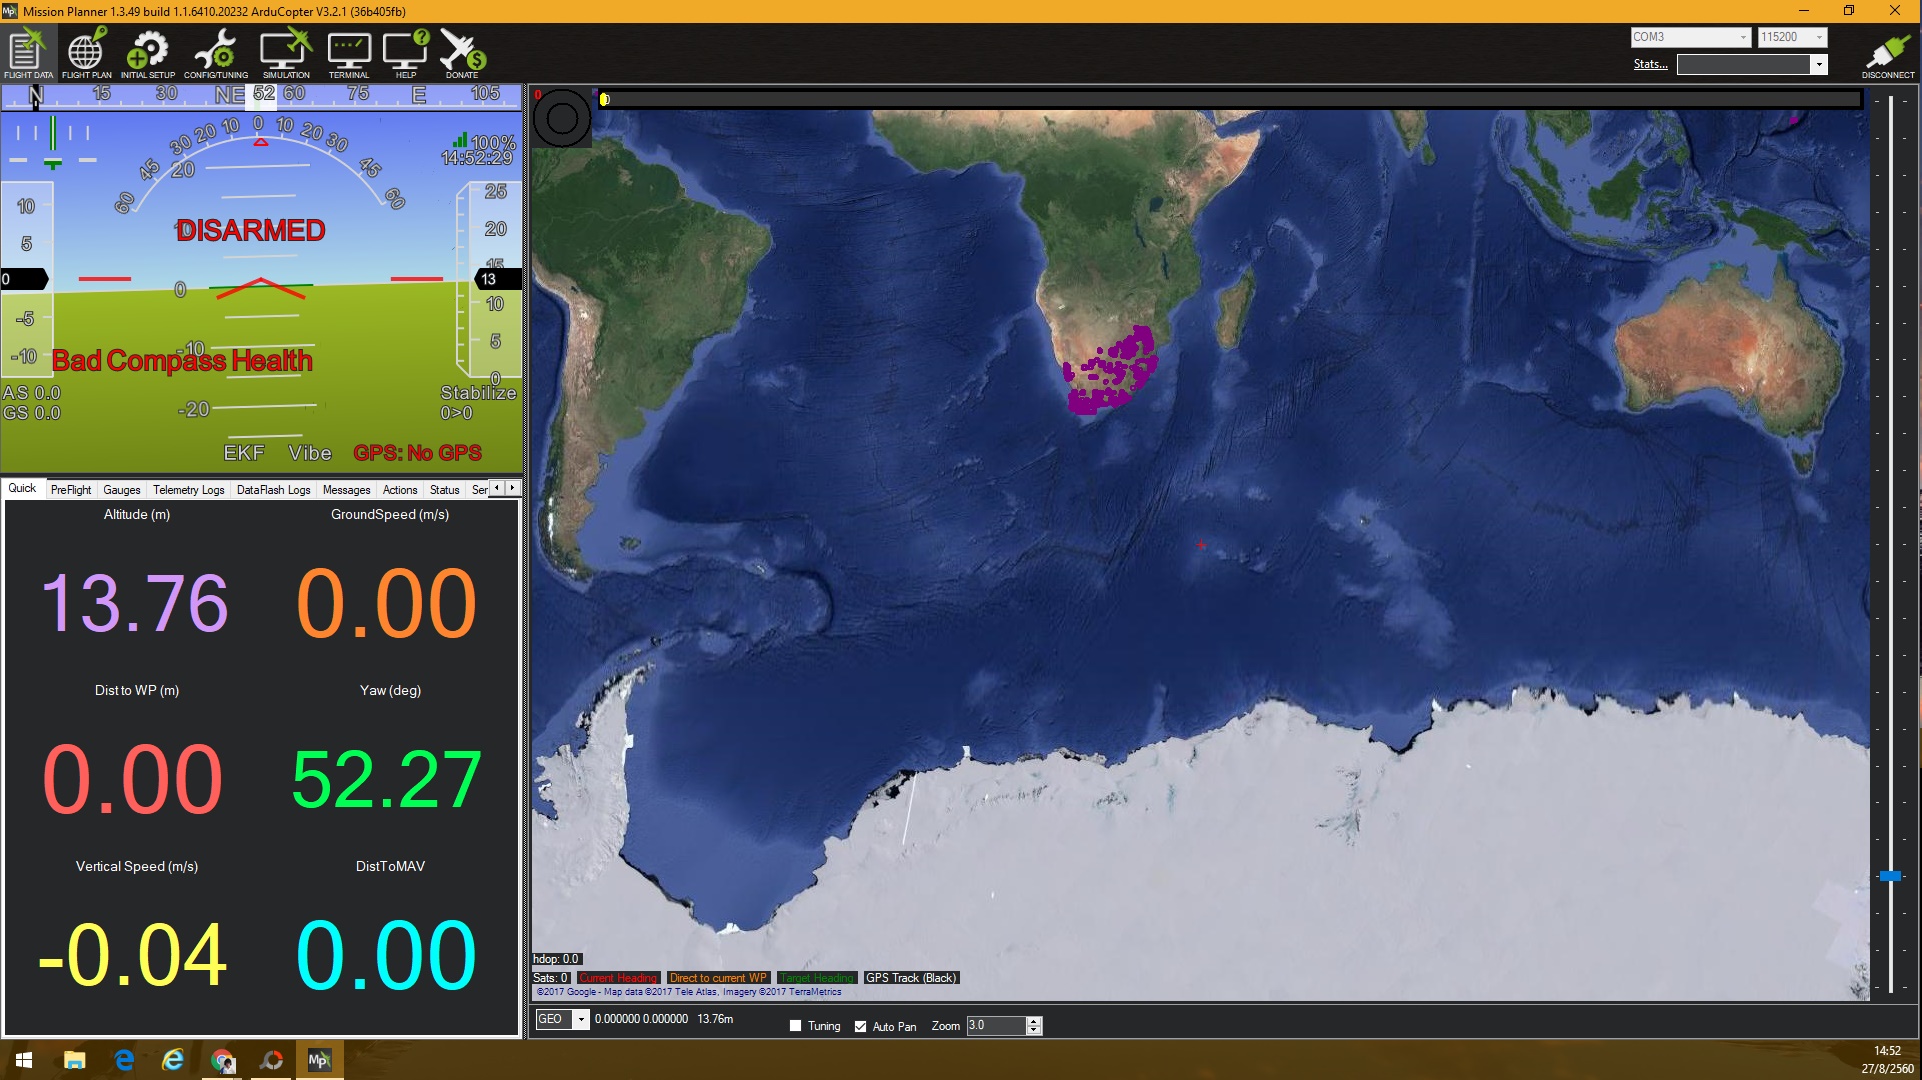 Mission Planner 1.3.49 build 1.1.6410.20232 ArduCopter V3.2.1 (36b405fb)
FLIGHT DATA FLIGHT PLAN INITIAL SETUP CONFIG/TUNING SIMULATION TERMINAL HELP DONATE
COM3 115200
Stats...
DISCONNECT
N 15 30 NE 52 60 75 E 105
0
0
60 45 30 20 10 0 10 20 30 45 60
100%
14:52:29
20
10
DISARMED
0
-10
Bad Compass Health
-20
10
5
0
-5
-10
25
20
15
13
10
5
0
AS 0.0
GS 0.0
Stabilize
0>0
EKF Vibe GPS: No GPS
Quick PreFlight Gauges Telemetry Logs DataFlash Logs Messages Actions Status Ser
Altitude (m) GroundSpeed (m/s)
13.76 0.00
Dist to WP (m) Yaw (deg)
0.00 52.27
Vertical Speed (m/s) DistToMAV
-0.04 0.00
hdop: 0.0
Sats: 0 Current Heading Direct to current WP Target Heading GPS Track (Black)
©2017 Google - Map data ©2017 Tele Atlas, Imagery ©2017 TerraMetrics
GEO 0.000000 0.000000 13.76m Tuning Auto Pan Zoom 3.0
14:52
27/8/2560